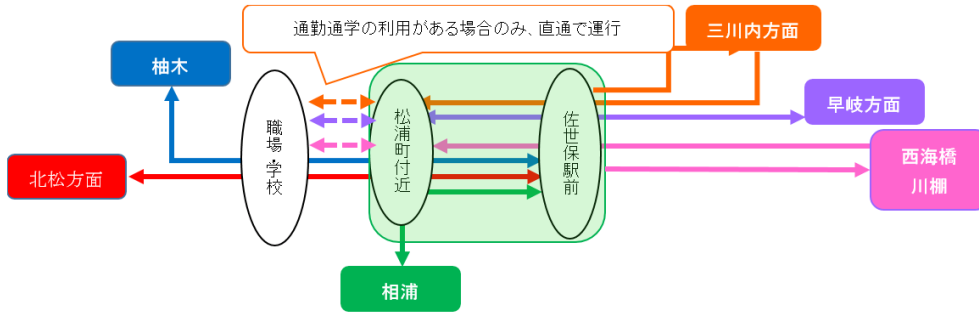 通勤通学の利用がある場合のみ、直通で運行
三川内方面
柚木
早岐方面
職場・学校
松浦町付近
佐世保駅前
北松方面
西海橋
川棚
相浦